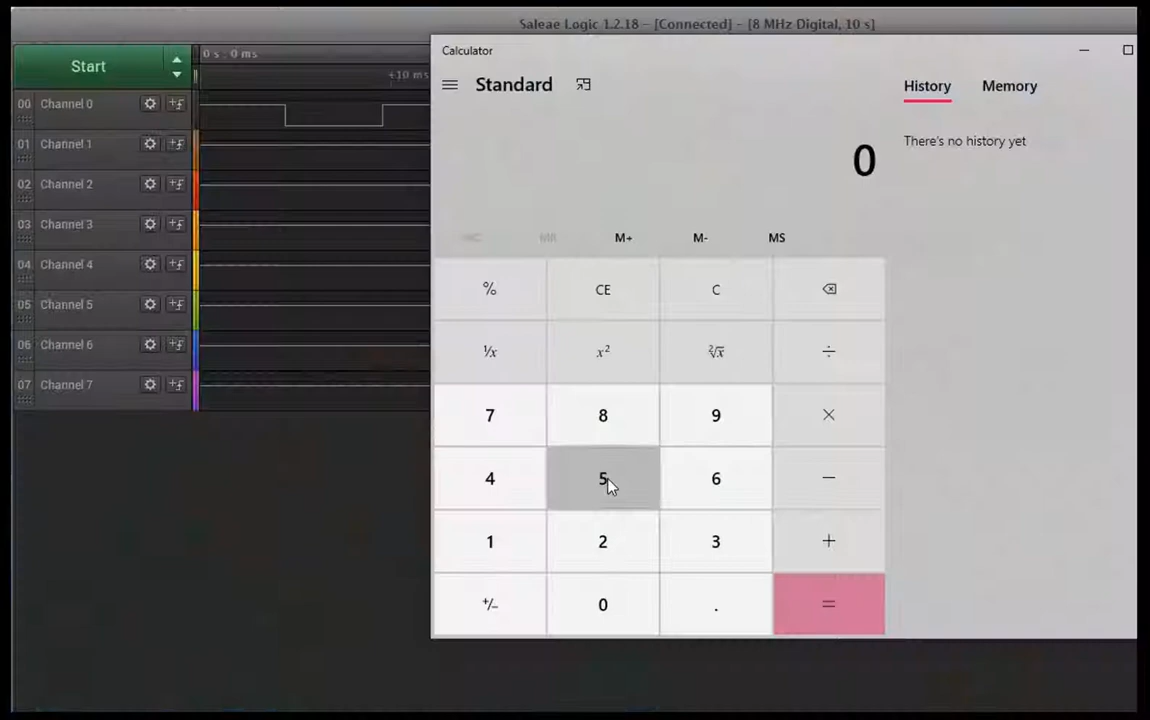 Saleae Logic 1.2.18 – [Connected] – [8 MHz Digital, 10 s]
Start
0 s : 0 ms
+10 ms
00 Channel 0
01 Channel 1
02 Channel 2
03 Channel 3
04 Channel 4
05 Channel 5
06 Channel 6
07 Channel 7
Calculator
Standard
History Memory
There's no history yet
0
MC MR M+ M- MS
% CE C
⅟x x² ²√x ÷
7 8 9 ×
4 5 6 −
1 2 3 +
+/− 0 . =